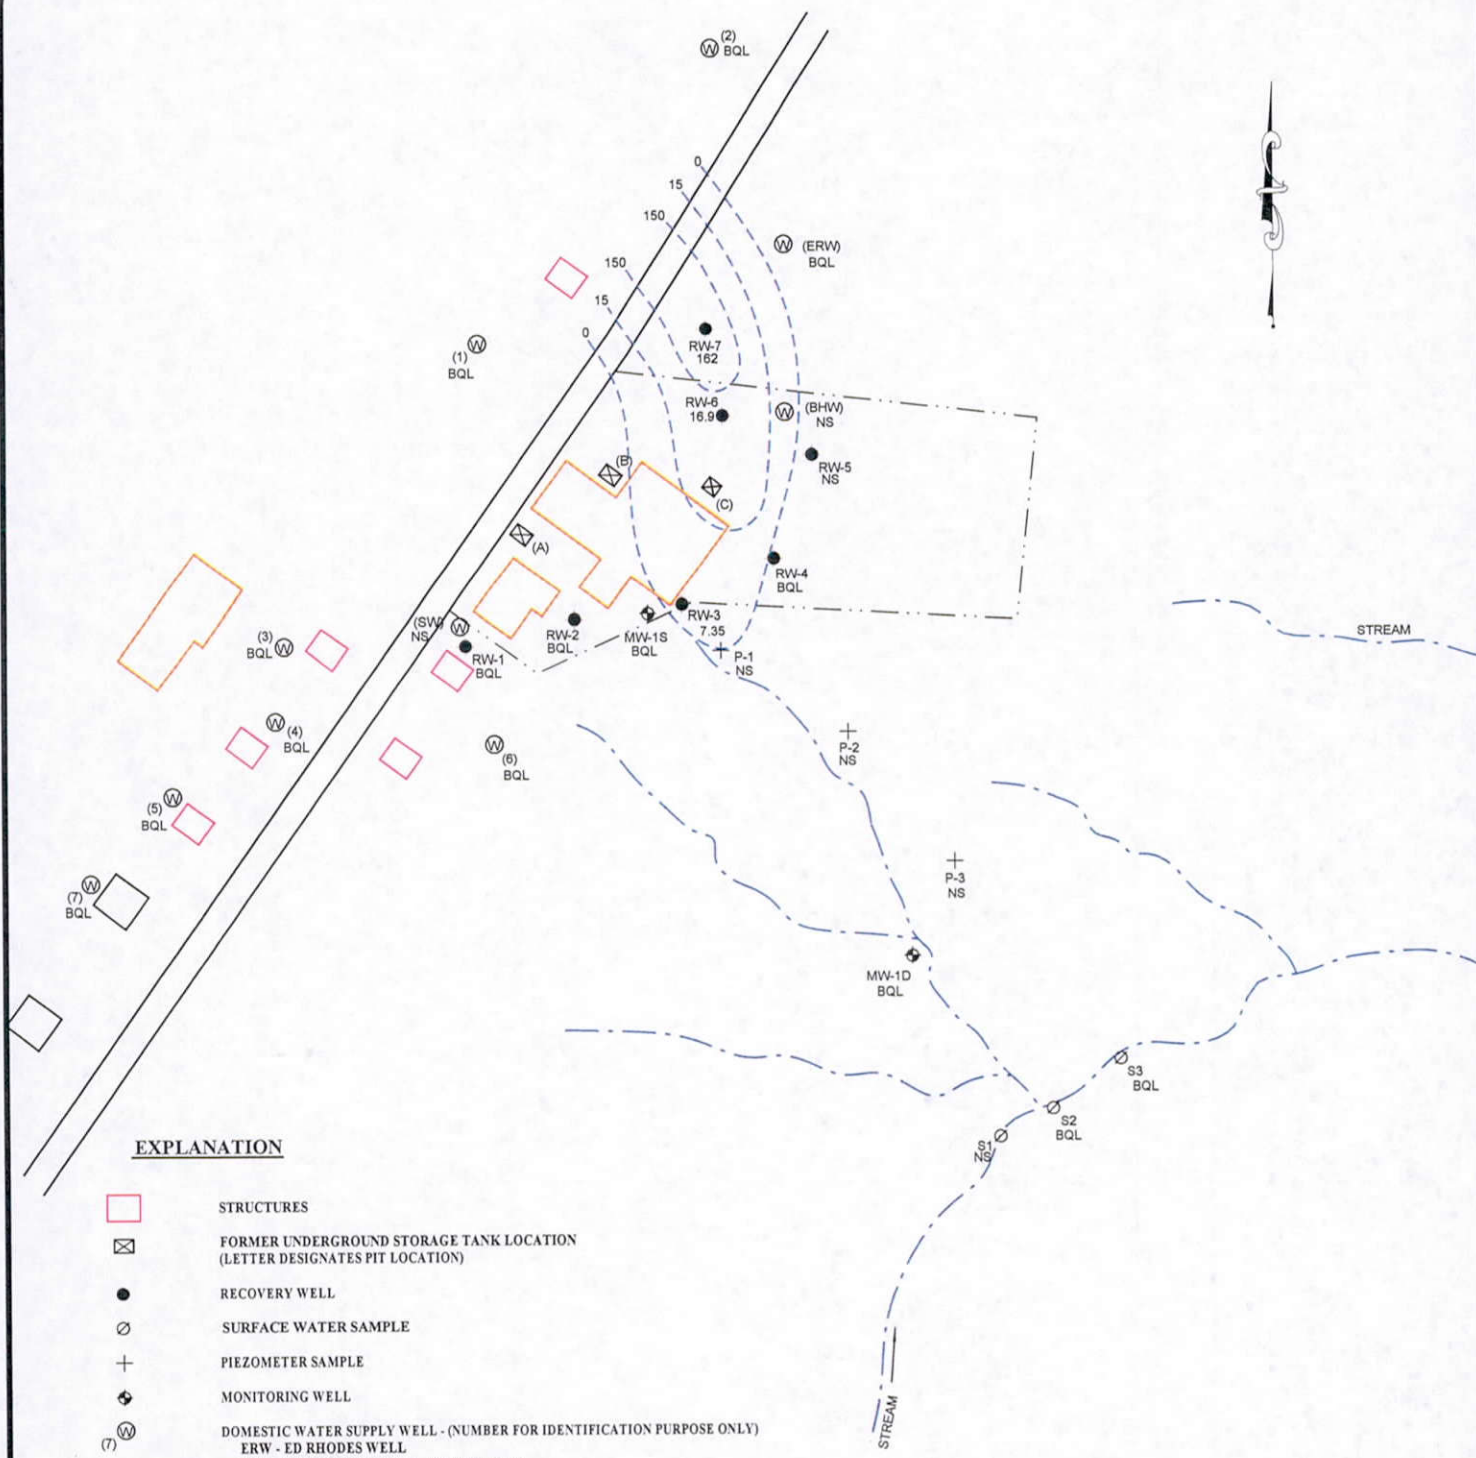 (2)
BQL
0
15
150
150
15
0
(ERW)
BQL
(1)
BQL
RW-7
162
RW-6
16.9
(BHW)
NS
RW-5
NS
(B)
(C)
(A)
RW-4
BQL
(SW)
NS
RW-1
BQL
RW-2
BQL
MW-1S
BQL
RW-3
7.35
P-1
NS
(3)
BQL
(4)
BQL
(5)
BQL
(6)
BQL
(7)
BQL
STREAM
P-2
NS
P-3
NS
MW-1D
BQL
S3
BQL
S2
BQL
S1
NS
STREAM
EXPLANATION
STRUCTURES
FORMER UNDERGROUND STORAGE TANK LOCATION
(LETTER DESIGNATES PIT LOCATION)
RECOVERY WELL
SURFACE WATER SAMPLE
PIEZOMETER SAMPLE
MONITORING WELL
(7) W DOMESTIC WATER SUPPLY WELL - (NUMBER FOR IDENTIFICATION PURPOSE ONLY)
ERW - ED RHODES WELL